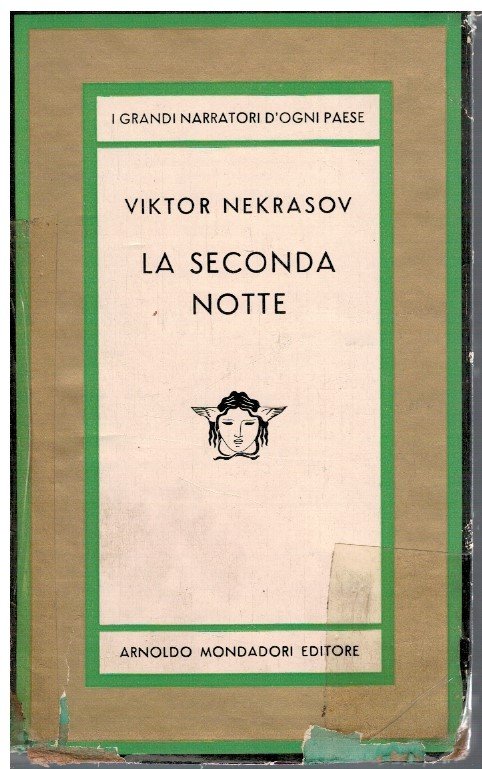 I GRANDI NARRATORI D'OGNI PAESE
VIKTOR NEKRASOV
LA SECONDA
NOTTE
ARNOLDO MONDADORI EDITORE